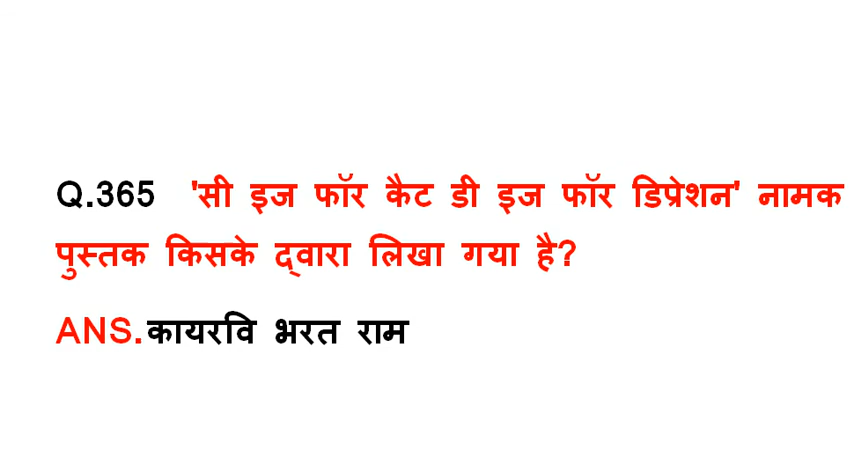 Q.365 'सी इज फॉर कैट डी इज फॉर डिप्रेशन' नामक
पुस्तक किसके द्वारा लिखा गया है?
ANS.कायरवि भरत राम